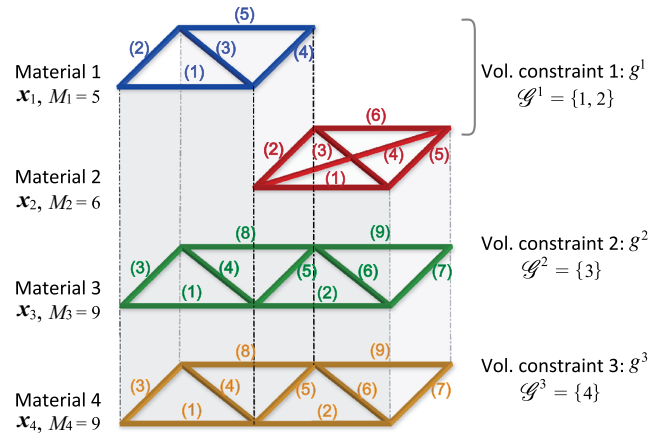 (5)
(2)
(3)
(4)
(1)
Material 1
x₁, M₁ = 5
Vol. constraint 1: g¹
𝒢¹ = {1, 2}
(6)
(2)
(3)
(4)
(5)
(1)
Material 2
x₂, M₂ = 6
(8)
(9)
(3)
(4)
(5)
(6)
(7)
(1)
(2)
Material 3
x₃, M₃ = 9
Vol. constraint 2: g²
𝒢² = {3}
(8)
(9)
(3)
(4)
(5)
(6)
(7)
(1)
(2)
Material 4
x₄, M₄ = 9
Vol. constraint 3: g³
𝒢³ = {4}